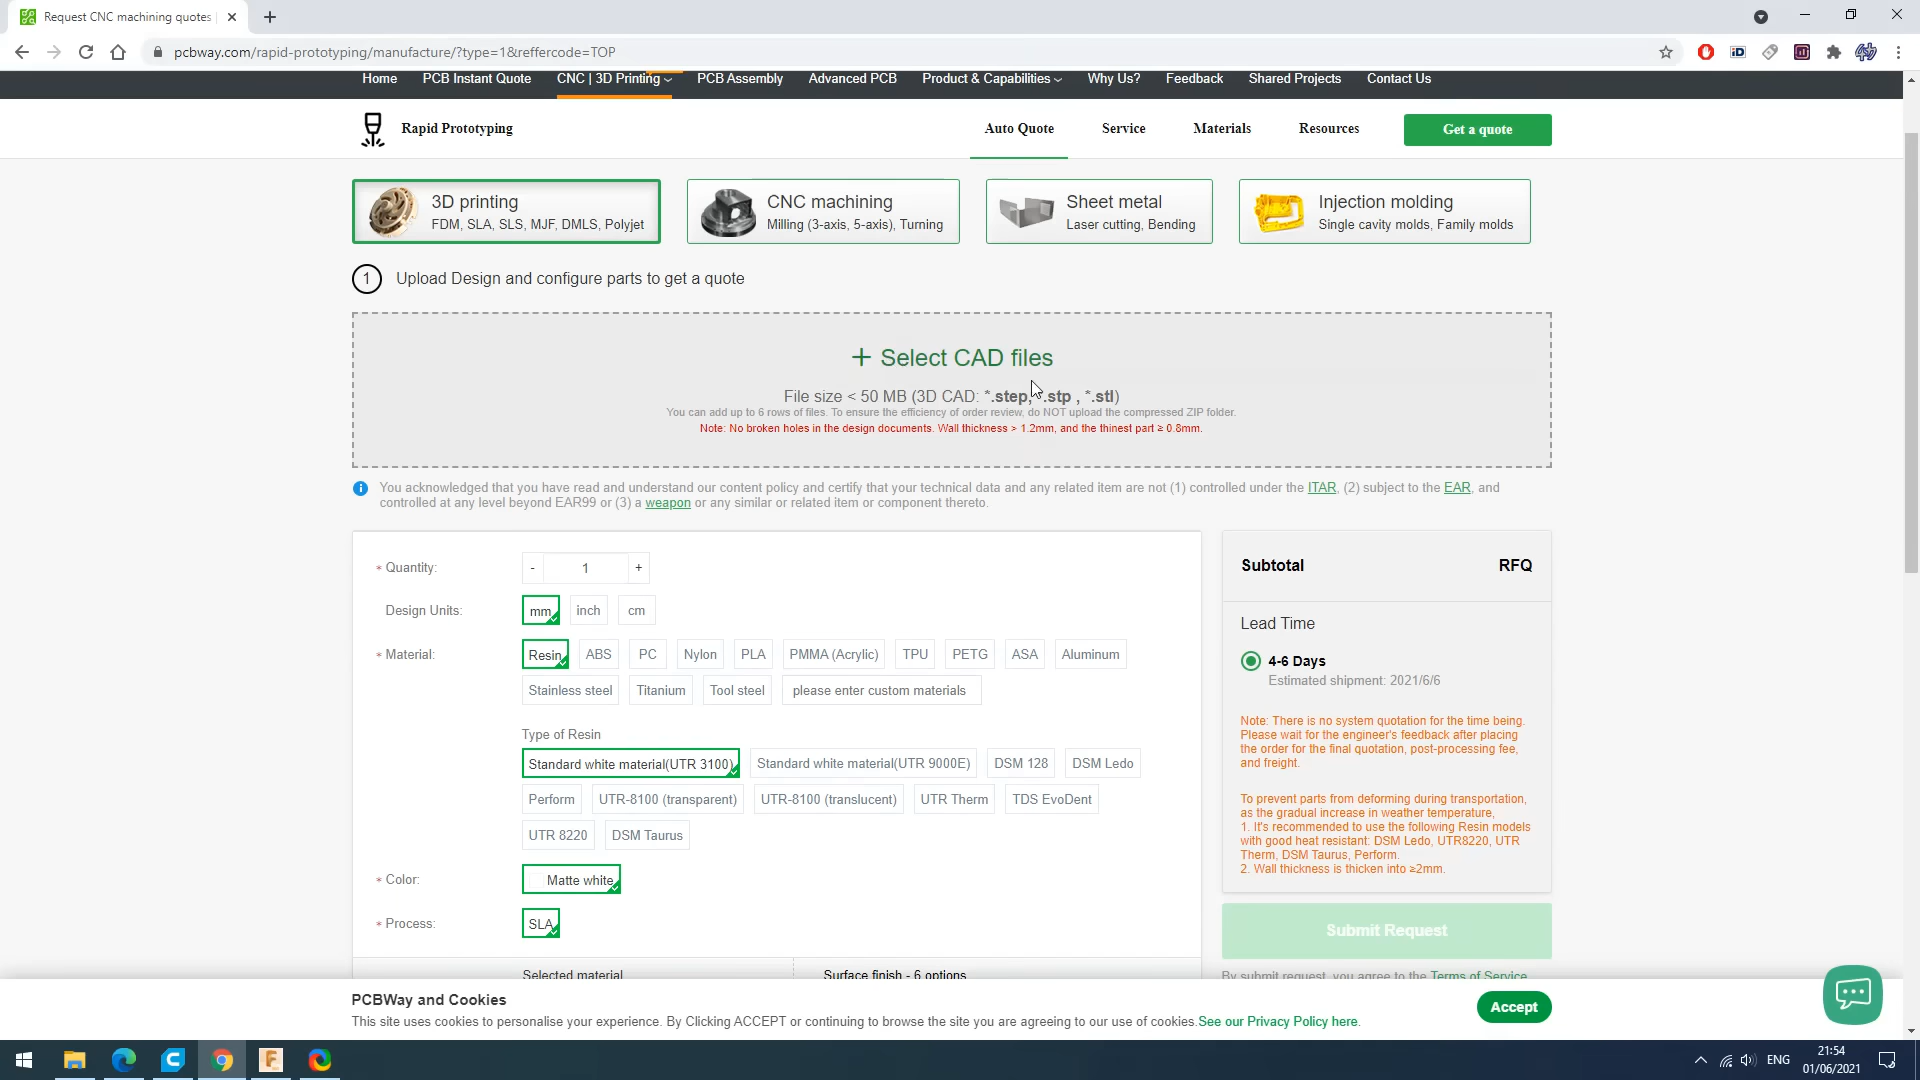 Request CNC machining quotes |
pcbway.com/rapid-prototyping/manufacture/?type=1&reffercode=TOP
Home PCB Instant Quote CNC | 3D Printing PCB Assembly Advanced PCB Product & Capabilities Why Us? Feedback Shared Projects Contact Us
Rapid Prototyping Auto Quote Service Materials Resources Get a quote
3D printing
FDM, SLA, SLS, MJF, DMLS, Polyjet
CNC machining
Milling (3-axis, 5-axis), Turning
Sheet metal
Laser cutting, Bending
Injection molding
Single cavity molds, Family molds
1 Upload Design and configure parts to get a quote
+ Select CAD files
File size < 50 MB (3D CAD: *.step, *.stp , *.stl)
You can add up to 6 rows of files. To ensure the efficiency of order review, do NOT upload the compressed ZIP folder.
Note: No broken holes in the design documents. Wall thickness > 1.2mm, and the thinest part ≥ 0.8mm.
You acknowledged that you have read and understand our content policy and certify that your technical data and any related item are not (1) controlled under the ITAR, (2) subject to the EAR, and
controlled at any level beyond EAR99 or (3) a weapon or any similar or related item or component thereto.
* Quantity: - 1 +
Design Units: mm inch cm
* Material: Resin ABS PC Nylon PLA PMMA (Acrylic) TPU PETG ASA Aluminum
Stainless steel Titanium Tool steel please enter custom materials
Type of Resin
Standard white material(UTR 3100) Standard white material(UTR 9000E) DSM 128 DSM Ledo
Perform UTR-8100 (transparent) UTR-8100 (translucent) UTR Therm TDS EvoDent
UTR 8220 DSM Taurus
* Color: Matte white
* Process: SLA
Selected material Surface finish - 6 options
Subtotal RFQ
Lead Time
4-6 Days
Estimated shipment: 2021/6/6
Note: There is no system quotation for the time being.
Please wait for the engineer's feedback after placing
the order for the final quotation, post-processing fee,
and freight.
To prevent parts from deforming during transportation,
as the gradual increase in weather temperature,
1. It's recommended to use the following Resin models
with good heat resistant: DSM Ledo, UTR8220, UTR
Therm, DSM Taurus, Perform.
2. Wall thickness is thicken into ≥2mm.
Submit Request
By submit request, you agree to the Terms of Service
PCBWay and Cookies
This site uses cookies to personalise your experience. By Clicking ACCEPT or continuing to browse the site you are agreeing to our use of cookies.See our Privacy Policy here.
Accept
ENG
21:54
01/06/2021